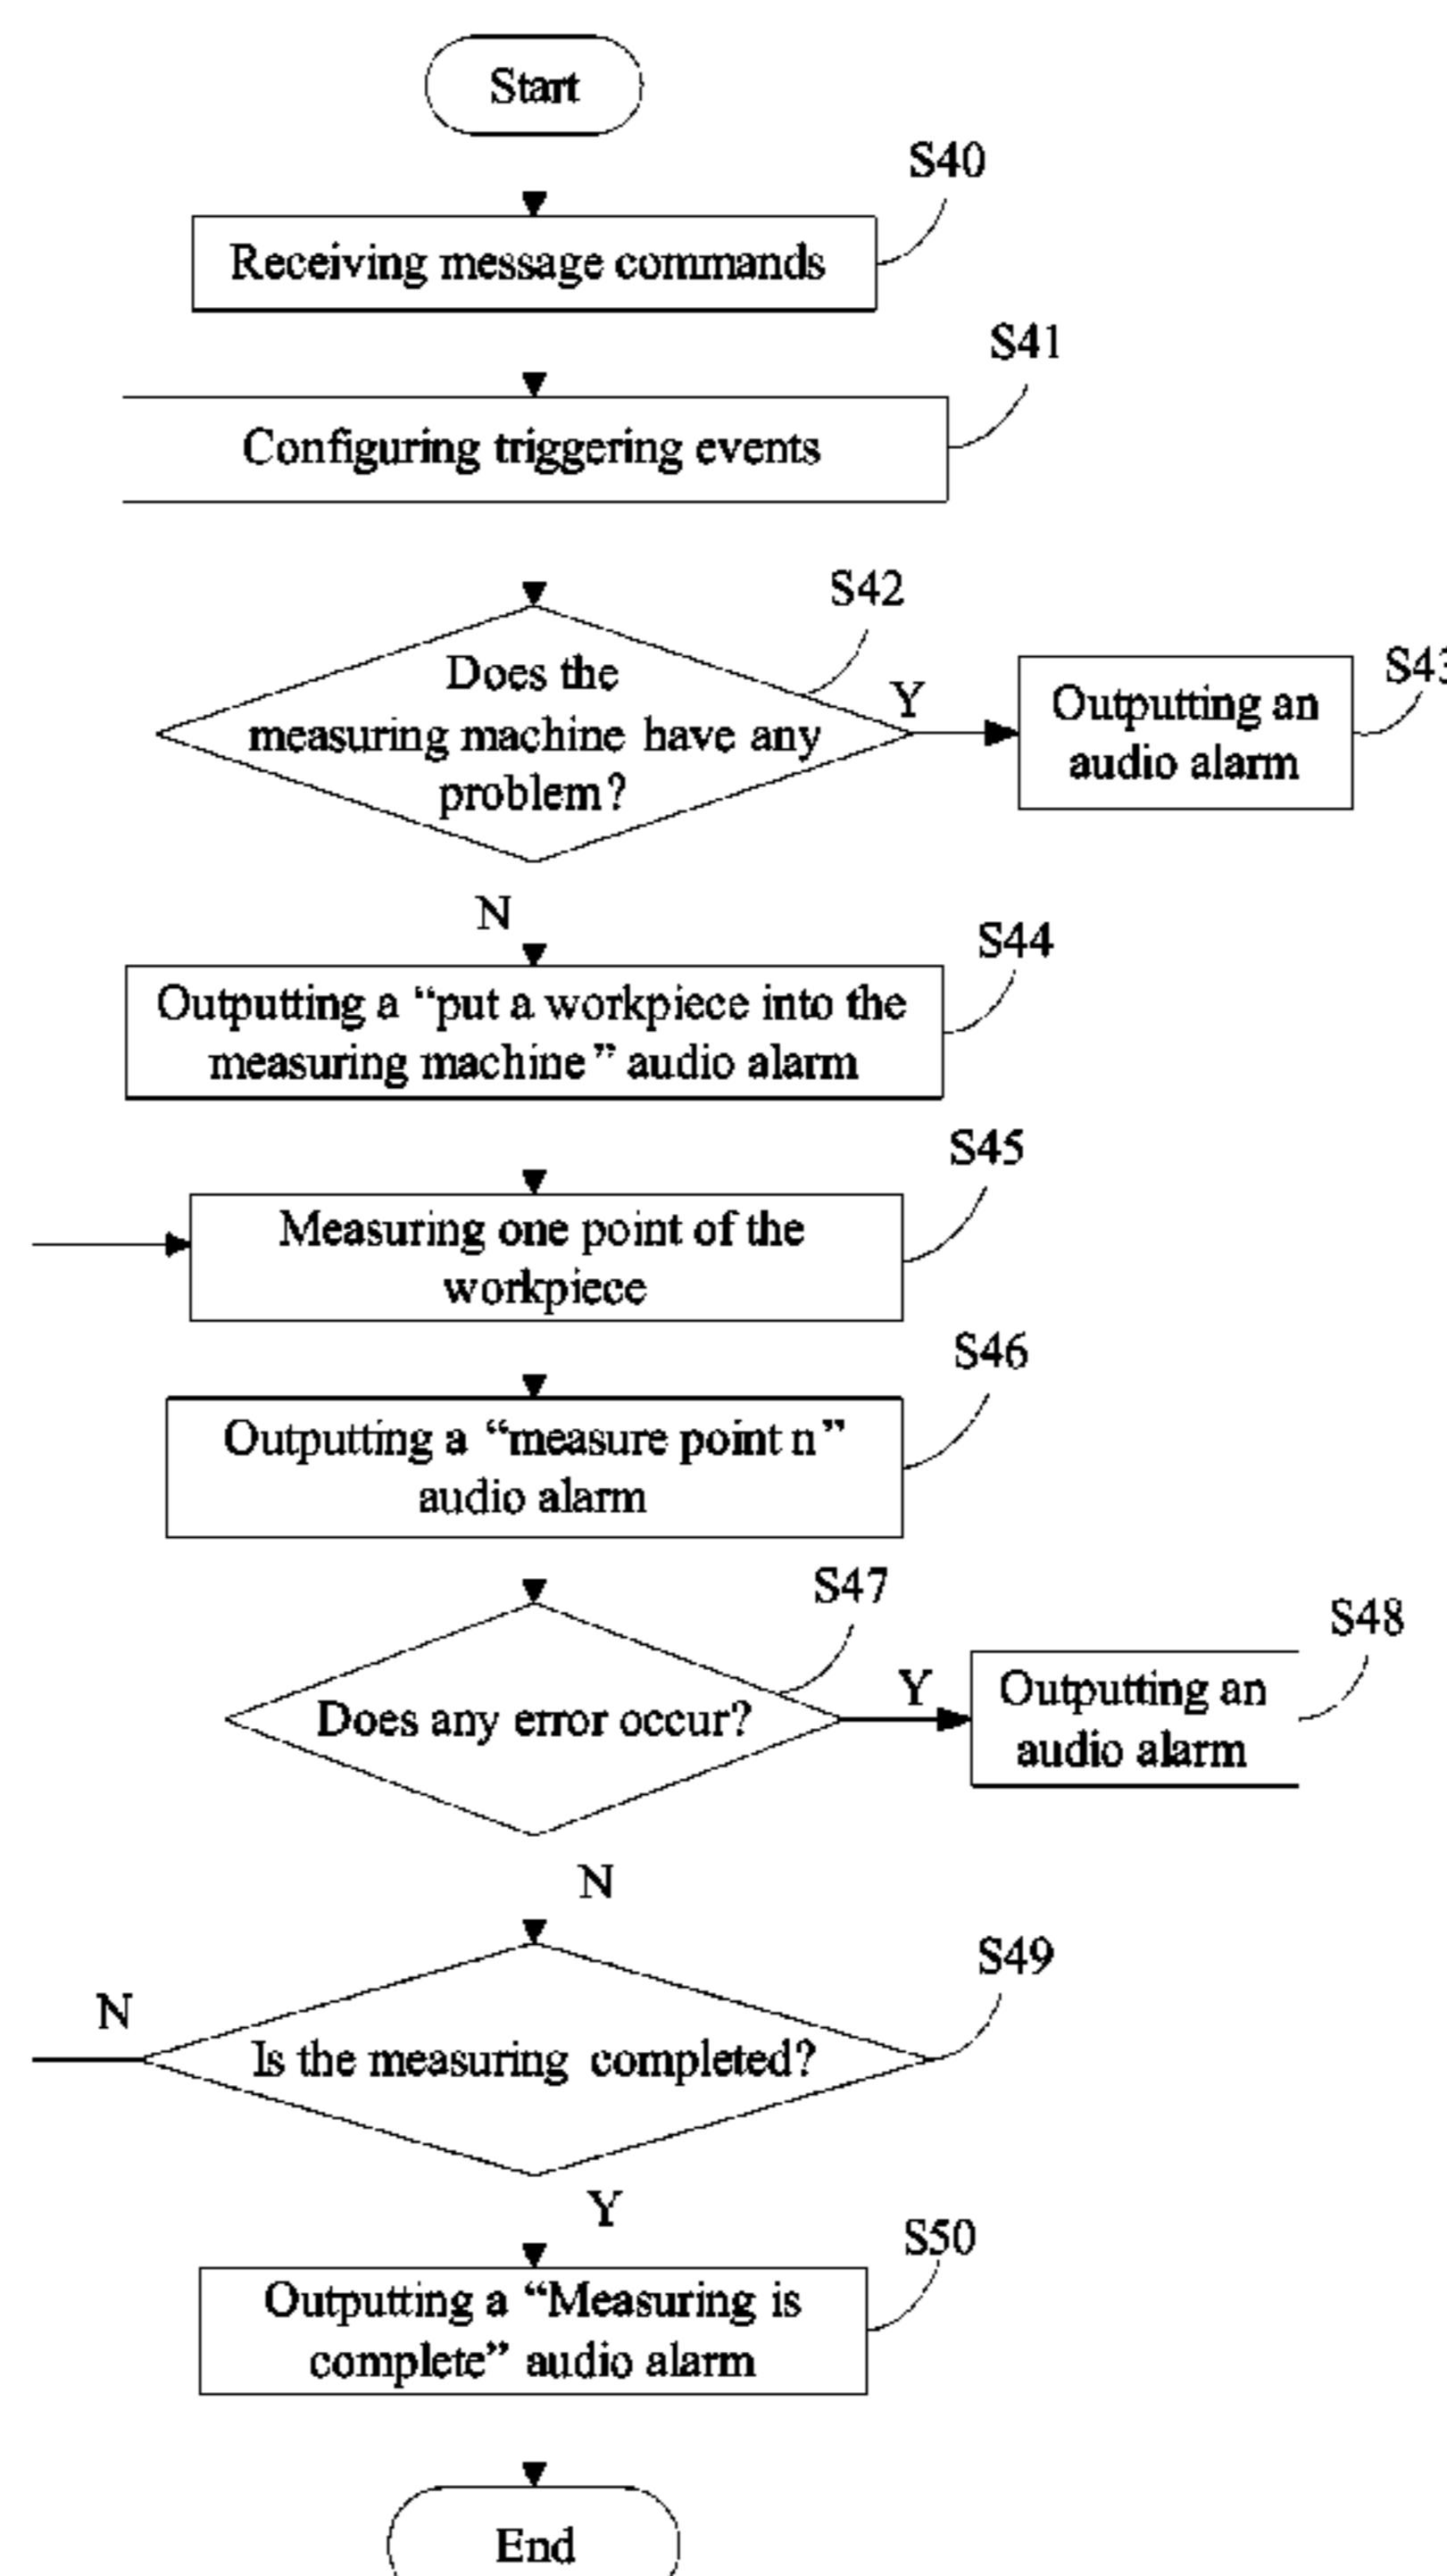 Start
S40
Receiving message commands
S41
Configuring triggering events
S42
Does the
measuring machine have any
problem?
Y
S43
Outputting an
audio alarm
N
S44
Outputting a “put a workpiece into the
measuring machine” audio alarm
S45
Measuring one point of the
workpiece
S46
Outputting a “measure point n”
audio alarm
S47
Does any error occur?
Y
S48
Outputting an
audio alarm
N
S49
N
Is the measuring completed?
Y
S50
Outputting a “Measuring is
complete” audio alarm
End